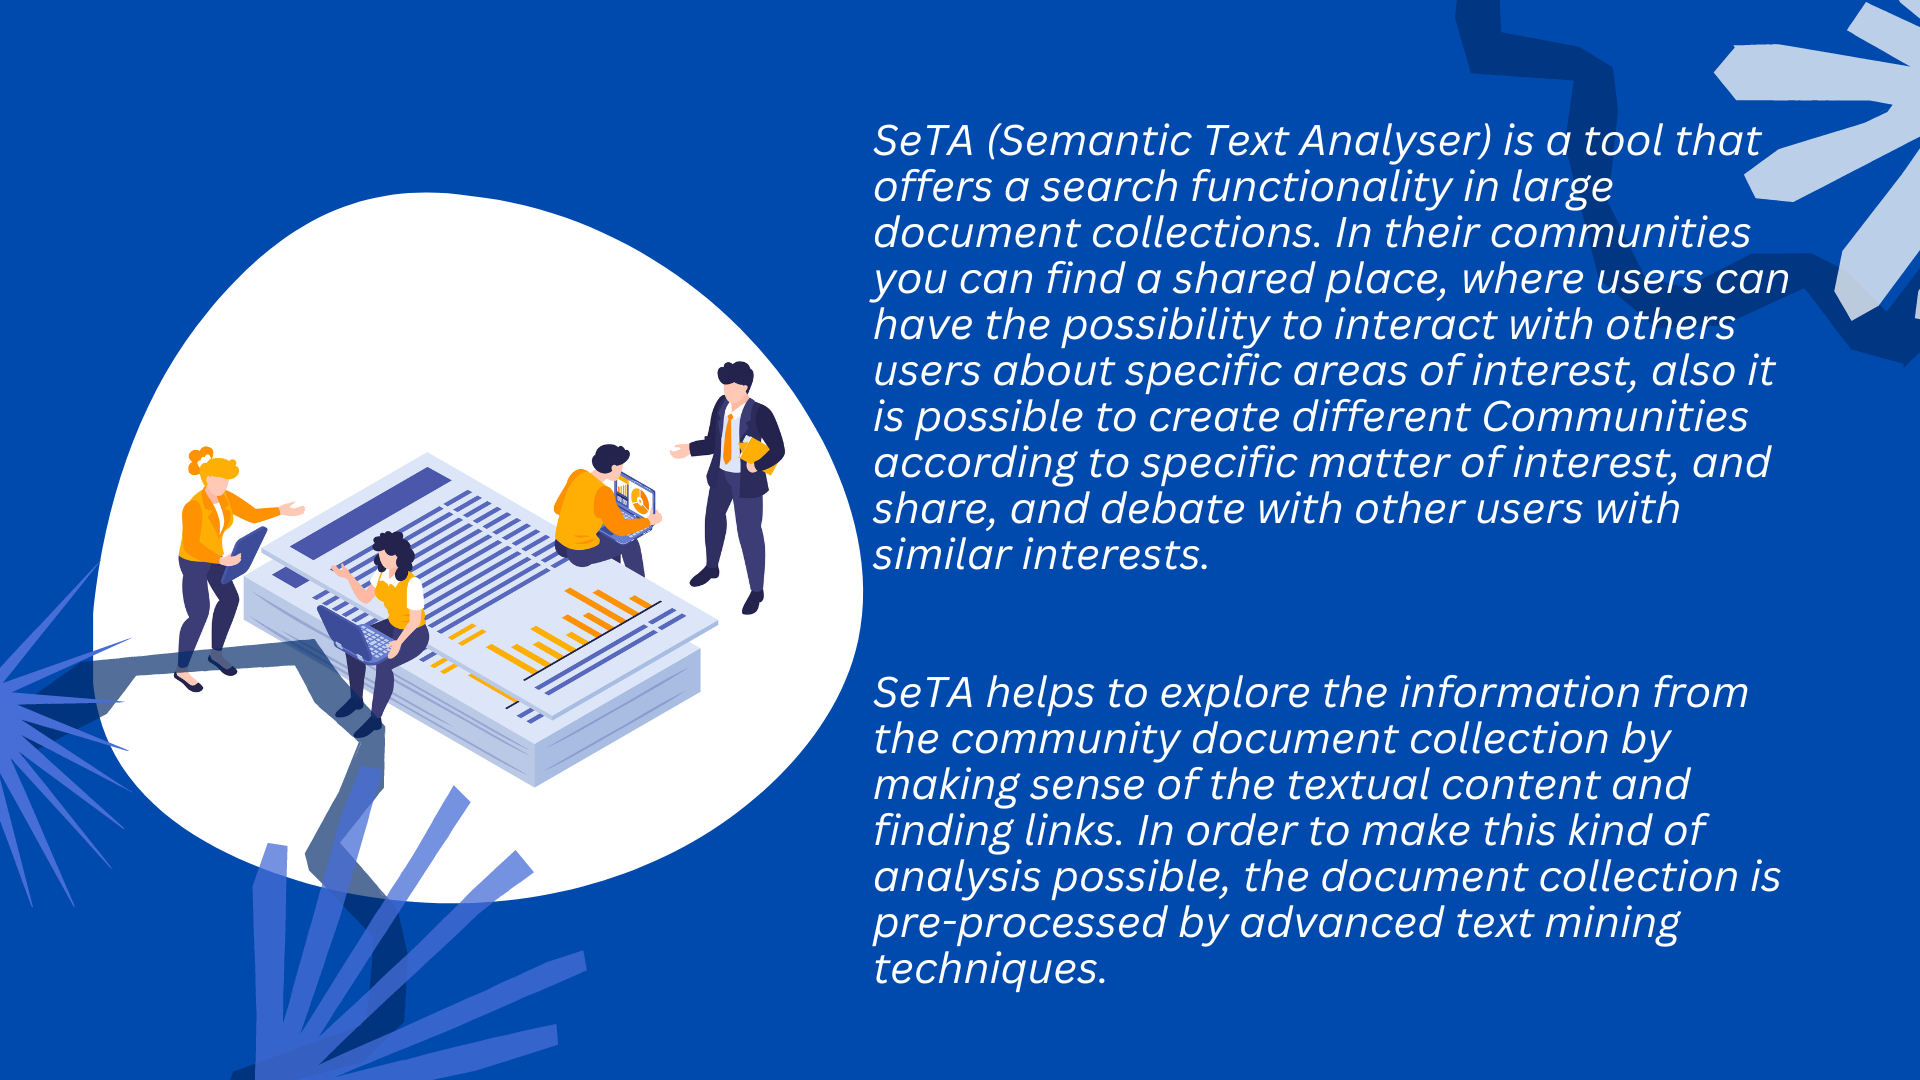 SeTA (Semantic Text Analyser) is a tool that
offers a search functionality in large
document collections. In their communities
you can find a shared place, where users can
have the possibility to interact with others
users about specific areas of interest, also it
is possible to create different Communities
according to specific matter of interest, and
share, and debate with other users with
similar interests.
SeTA helps to explore the information from
the community document collection by
making sense of the textual content and
finding links. In order to make this kind of
analysis possible, the document collection is
pre-processed by advanced text mining
techniques.